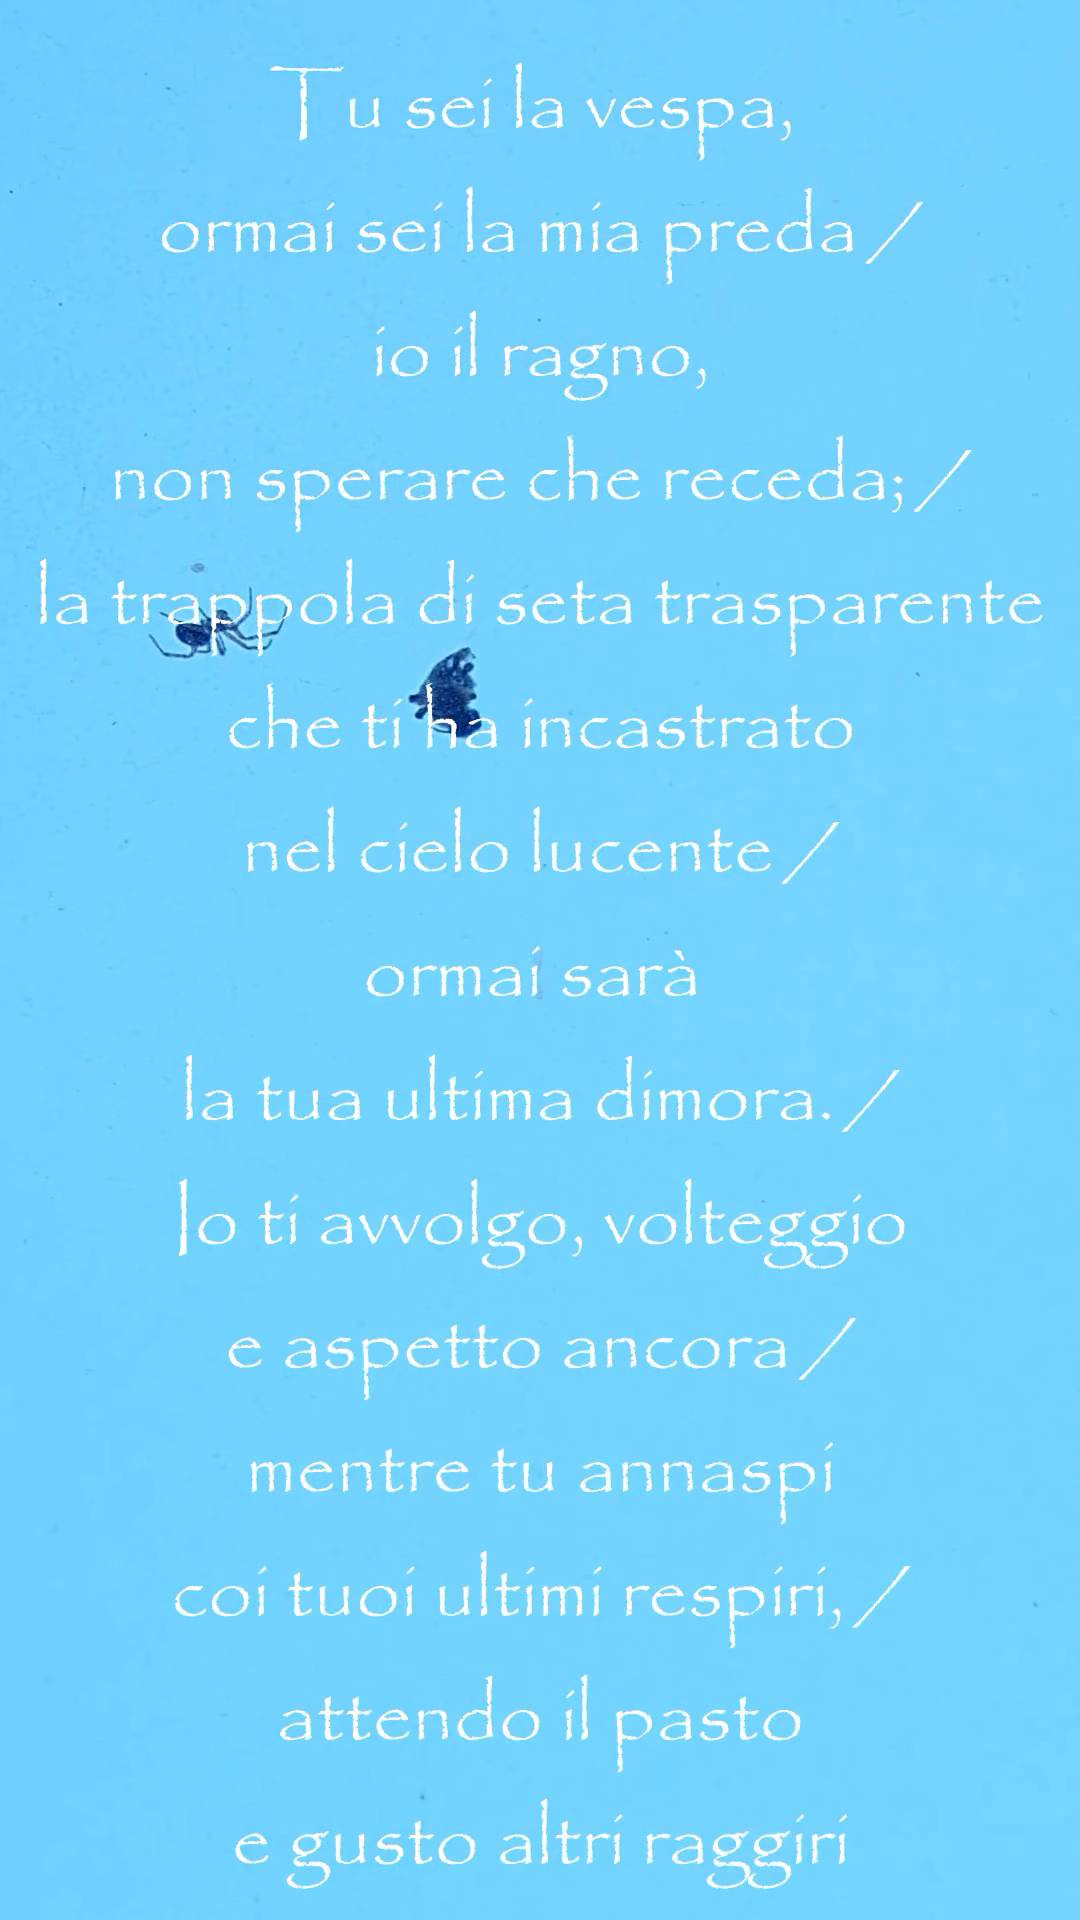 Tu sei la vespa,
ormai sei la mia preda /
io il ragno,
non sperare che receda; /
la trappola di seta trasparente
che ti ha incastrato
nel cielo lucente /
ormai sarà
la tua ultima dimora. /
Io ti avvolgo, volteggio
e aspetto ancora /
mentre tu annaspi
coi tuoi ultimi respiri, /
attendo il pasto
e gusto altri raggiri